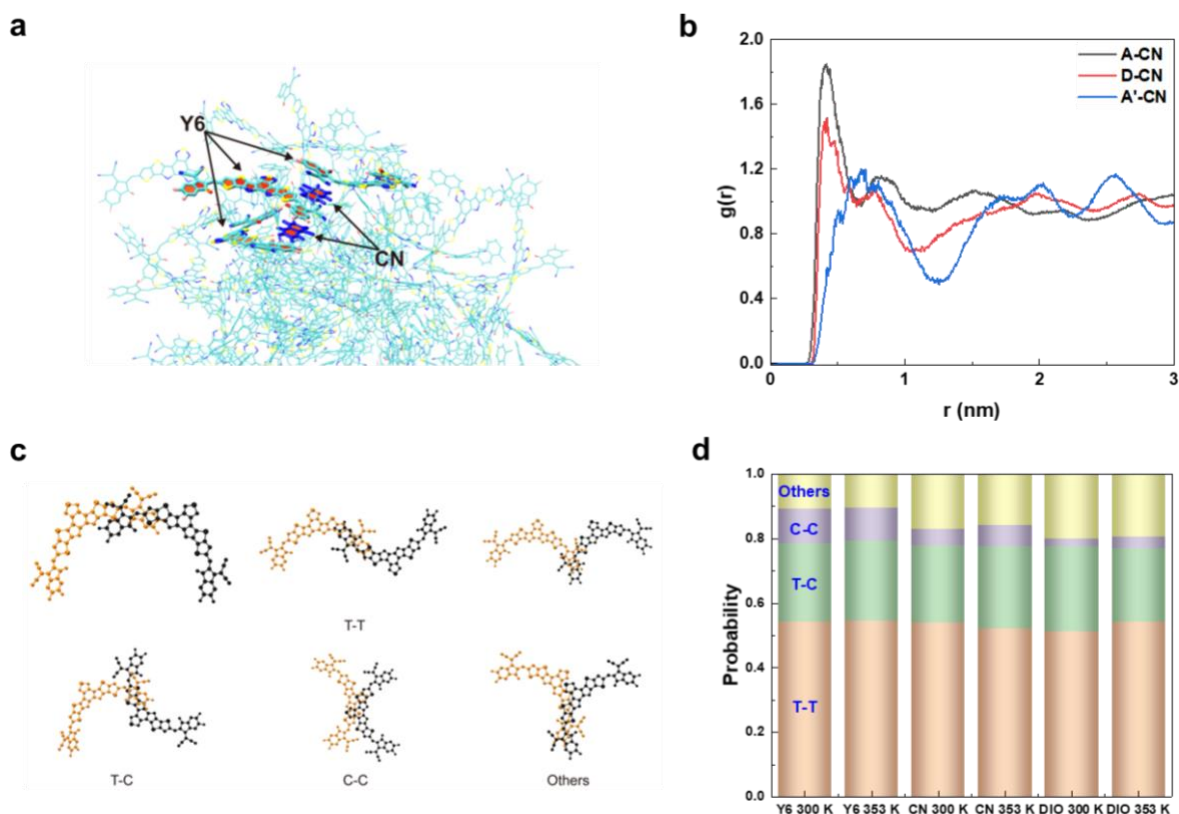 a
Y6
CN
b
2.0
1.6
1.2
0.8
0.4
0.0
g(r)
A-CN
D-CN
A'-CN
0
1
2
3
r (nm)
c
T-T
T-C
C-C
Others
d
1.0
0.8
0.6
0.4
0.2
0.0
Probability
Others
C-C
T-C
T-T
Y6 300 K
Y6 353 K
CN 300 K
CN 353 K
DIO 300 K
DIO 353 K